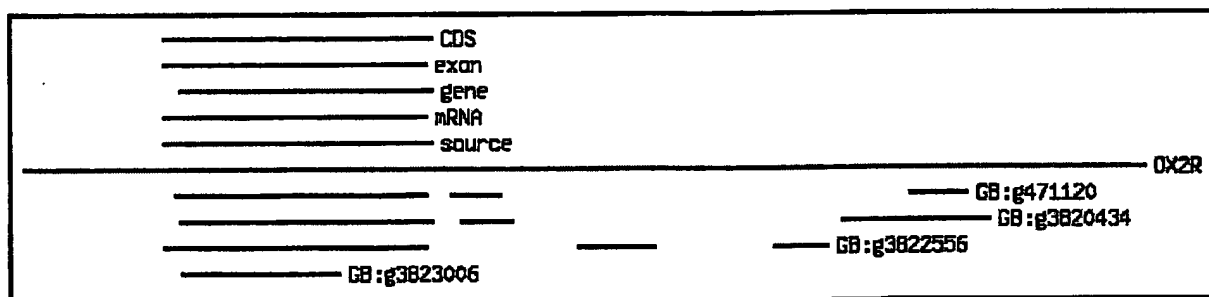 CDS
exon
gene
mRNA
source
OX2R
GB:g471120
GB:g3820434
GB:g3822556
GB:g3823006